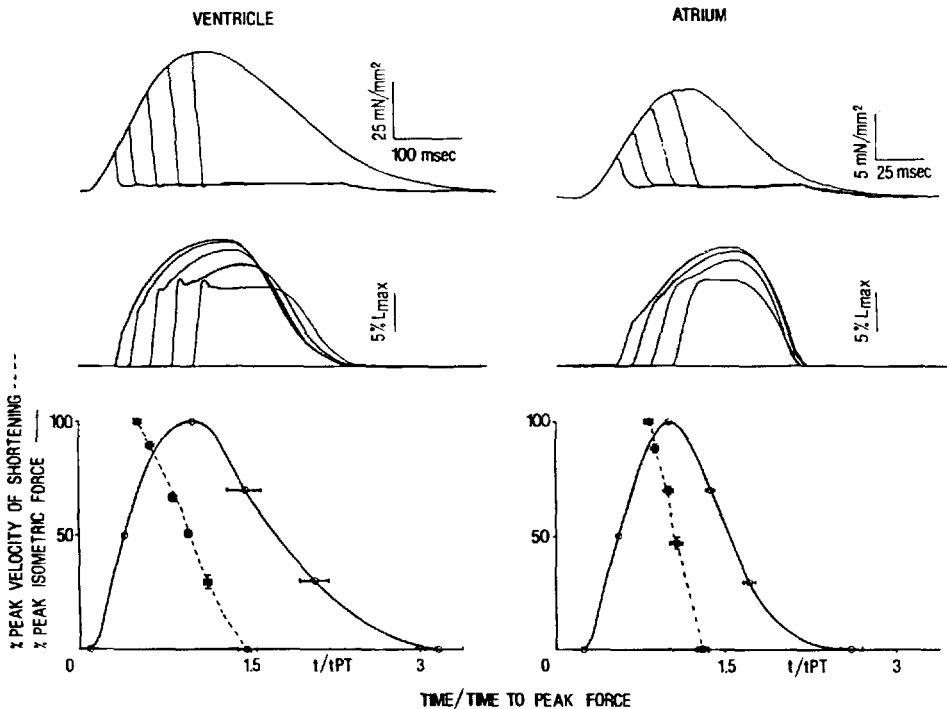 VENTRICLE
ATRIUM
25 mN/mm²
100 msec
5 mN/mm²
25 msec
5% Lmax
5% Lmax
% PEAK VELOCITY OF SHORTENING ----
% PEAK ISOMETRIC FORCE ——
100
50
0
1.5
t/tPT
3
100
50
0
1.5
t/tPT
3
TIME/TIME TO PEAK FORCE